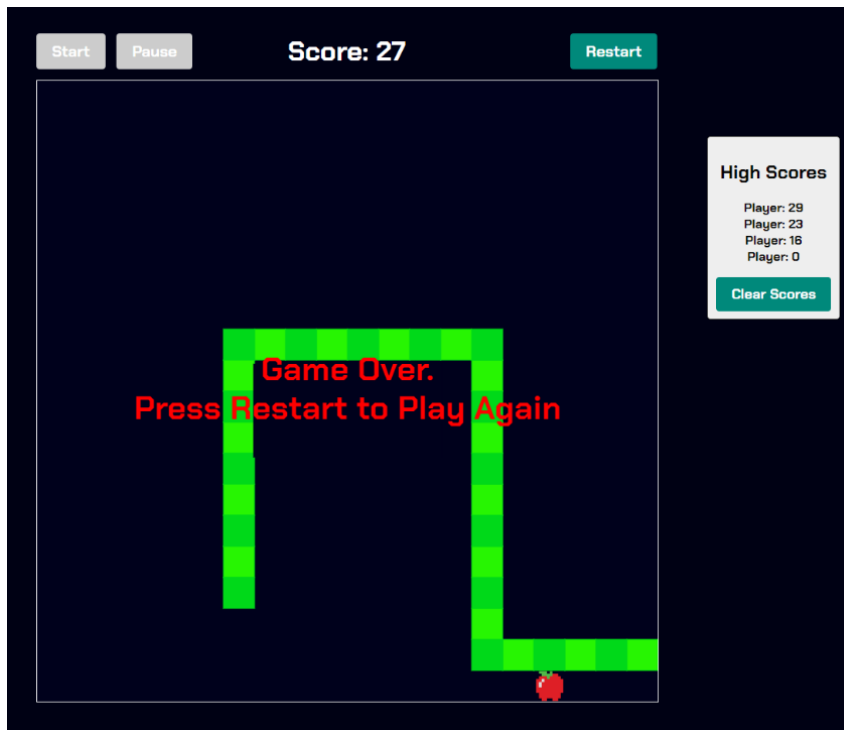 Start
Pause
Score: 27
Restart
High Scores
Player: 29
Player: 23
Player: 16
Player: 0
Clear Scores
Game Over.
Press Restart to Play Again